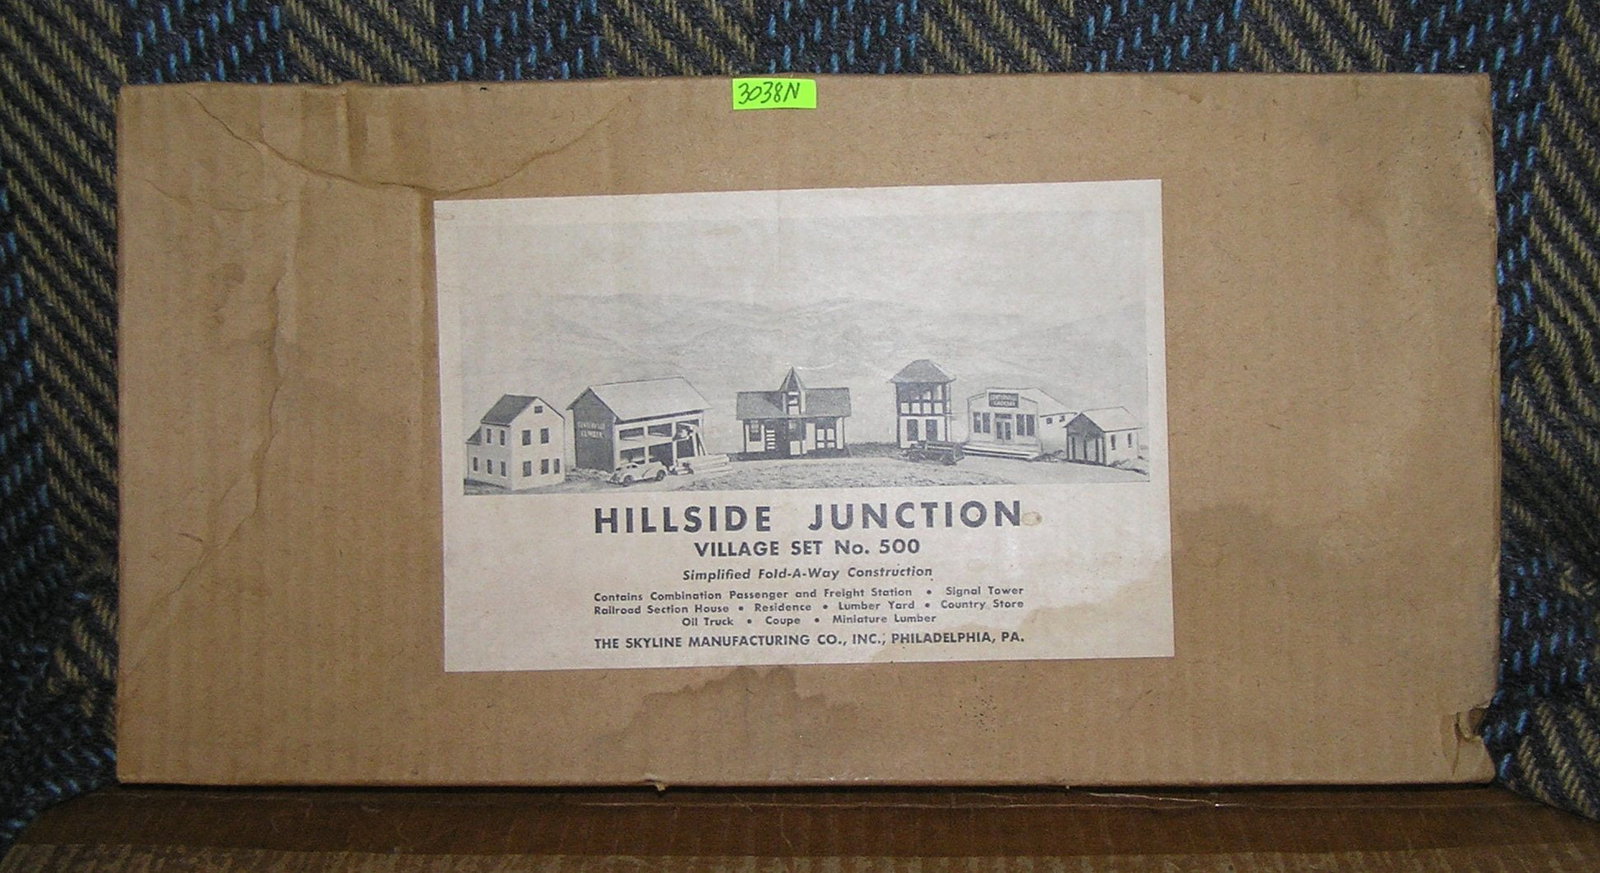 3038N
CENTERVILLE
LUMBER
HILLSIDE JUNCTION
VILLAGE SET No. 500
Simplified Fold-A-Way Construction
Contains Combination Passenger and Freight Station • Signal Tower
Railroad Section House • Residence • Lumber Yard • Country Store
Oil Truck • Coupe • Miniature Lumber
THE SKYLINE MANUFACTURING CO., INC., PHILADELPHIA, PA.